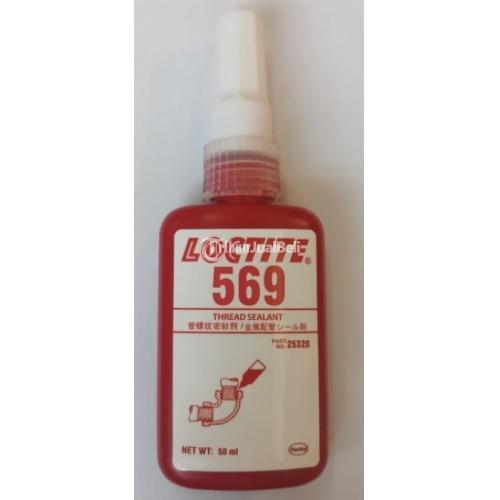 LOCTITE®
569
THREAD SEALANT
管螺纹密封剂/金属配管シール剤
PART NO. 25320
NET WT: 50 ml
Henkel